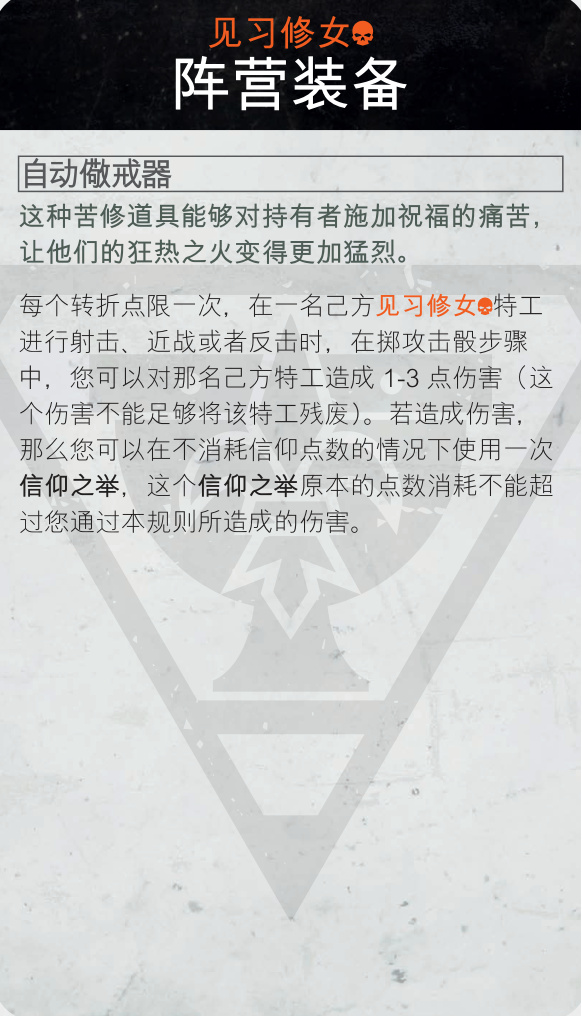 见习修女
阵营装备
自动儆戒器
这种苦修道具能够对持有者施加祝福的痛苦，
让他们的狂热之火变得更加猛烈。
每个转折点限一次，在一名己方见习修女特工
进行射击、近战或者反击时，在掷攻击骰步骤
中，您可以对那名己方特工造成 1-3 点伤害（这
个伤害不能足够将该特工残废）。若造成伤害，
那么您可以在不消耗信仰点数的情况下使用一次
信仰之举，这个信仰之举原本的点数消耗不能超
过您通过本规则所造成的伤害。